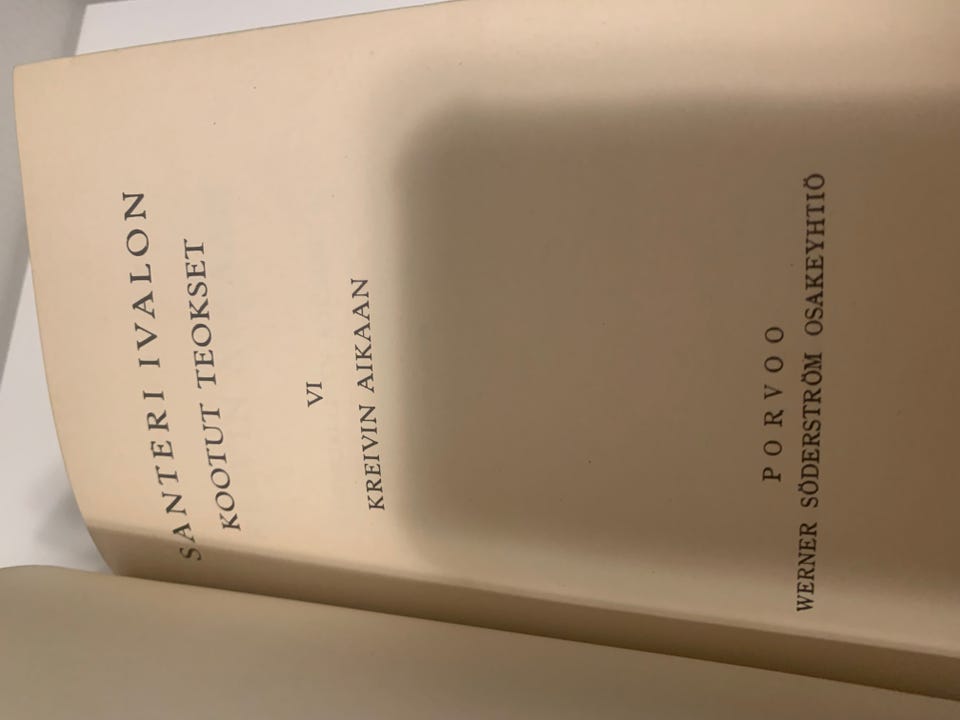 SANTERI IVALON
KOOTUT TEOKSET
VI
KREIVIN AIKAAN
PORVOO
WERNER SÖDERSTRÖM OSAKEYHTIÖ